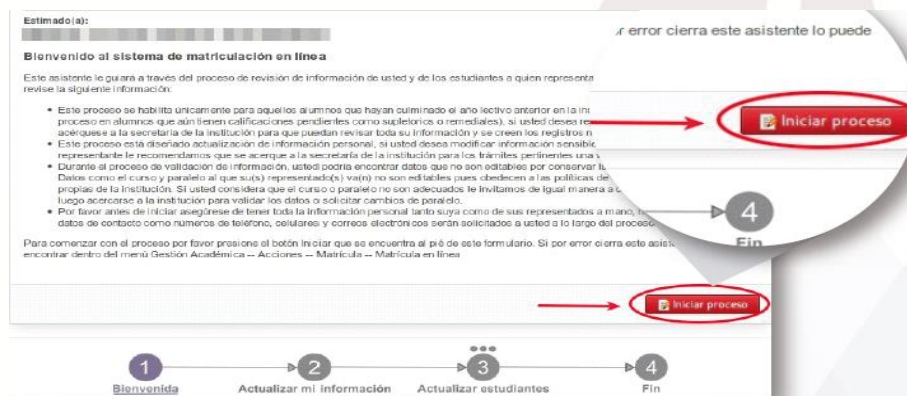 Estimado(a):
Bienvenido al sistema de matriculación en línea
Este asistente le guiará a través del proceso de revisión de información de usted y de los estudiantes a quien representa
revise la siguiente información:
Este proceso se habilita únicamente para aquellos alumnos que hayan culminado el año lectivo anterior en la
proceso en alumnos que aún tienen calificaciones pendientes como supletorios o remediales), si usted desea
acérquese a la secretaría de la institución para que puedan revisar toda su información y se creen los registros
Este proceso está diseñado actualización de información personal, si usted desea modificar información sensible
representante le recomendamos que se acerque a la secretaría de la institución para los trámites pertinentes una
Durante el proceso de validación de información, usted podría encontrar datos que no son editables por conservar
Datos como el curso y paralelo al que su(s) representado(s) va(n) no son editables pues obedecen a las políticas de
propias de la institución. Si usted considera que el curso o paralelo no son adecuados le invitamos de igual manera a
luego acercarse a la institución para validar los datos o solicitar cambios de paralelo.
Por favor antes de iniciar asegúrese de tener toda la información personal tanto suya como de sus representados a mano,
datos de contacto como números de teléfono, celulares y correos electrónicos serán solicitados a usted a lo largo del proceso
Para comenzar con el proceso por favor presione el botón Iniciar que se encuentra al pié de este formulario. Si por error cierra este
encontrar dentro del menú Gestión Académica -- Acciones -- Matrícula -- Matrícula en línea
Iniciar proceso
error cierra este asistente lo puede
Iniciar proceso
4
Fin
1
Bienvenida
2
Actualizar mi información
3
Actualizar estudiantes
4
Fin